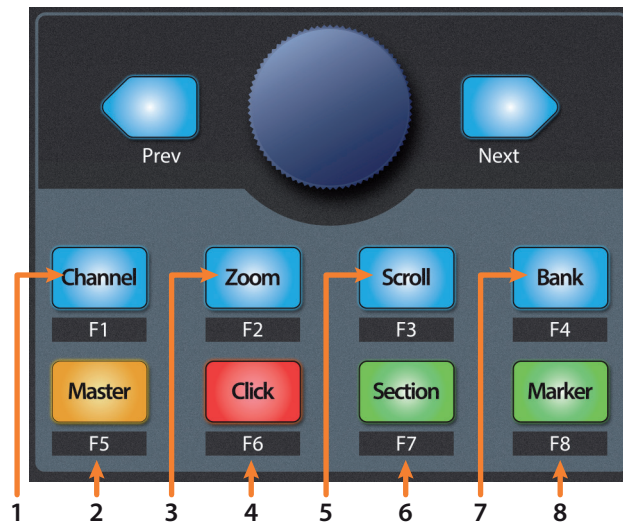 Prev Next
Channel Zoom Scroll Bank
F1 F2 F3 F4
Master Click Section Marker
F5 F6 F7 F8
1 2 3 4 5 6 7 8